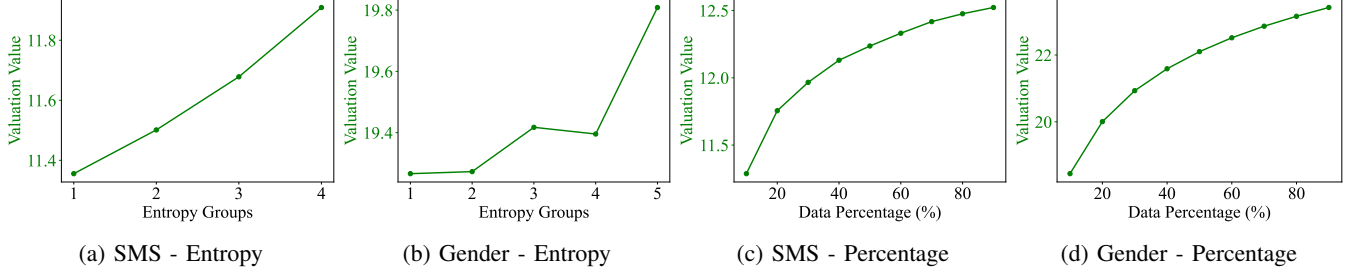 Valuation Value
11.8
11.6
11.4
1 2 3 4
Entropy Groups
(a) SMS - Entropy
Valuation Value
19.8
19.6
19.4
1 2 3 4 5
Entropy Groups
(b) Gender - Entropy
Valuation Value
12.5
12.0
11.5
20 40 60 80
Data Percentage (%)
(c) SMS - Percentage
Valuation Value
22
20
20 40 60 80
Data Percentage (%)
(d) Gender - Percentage